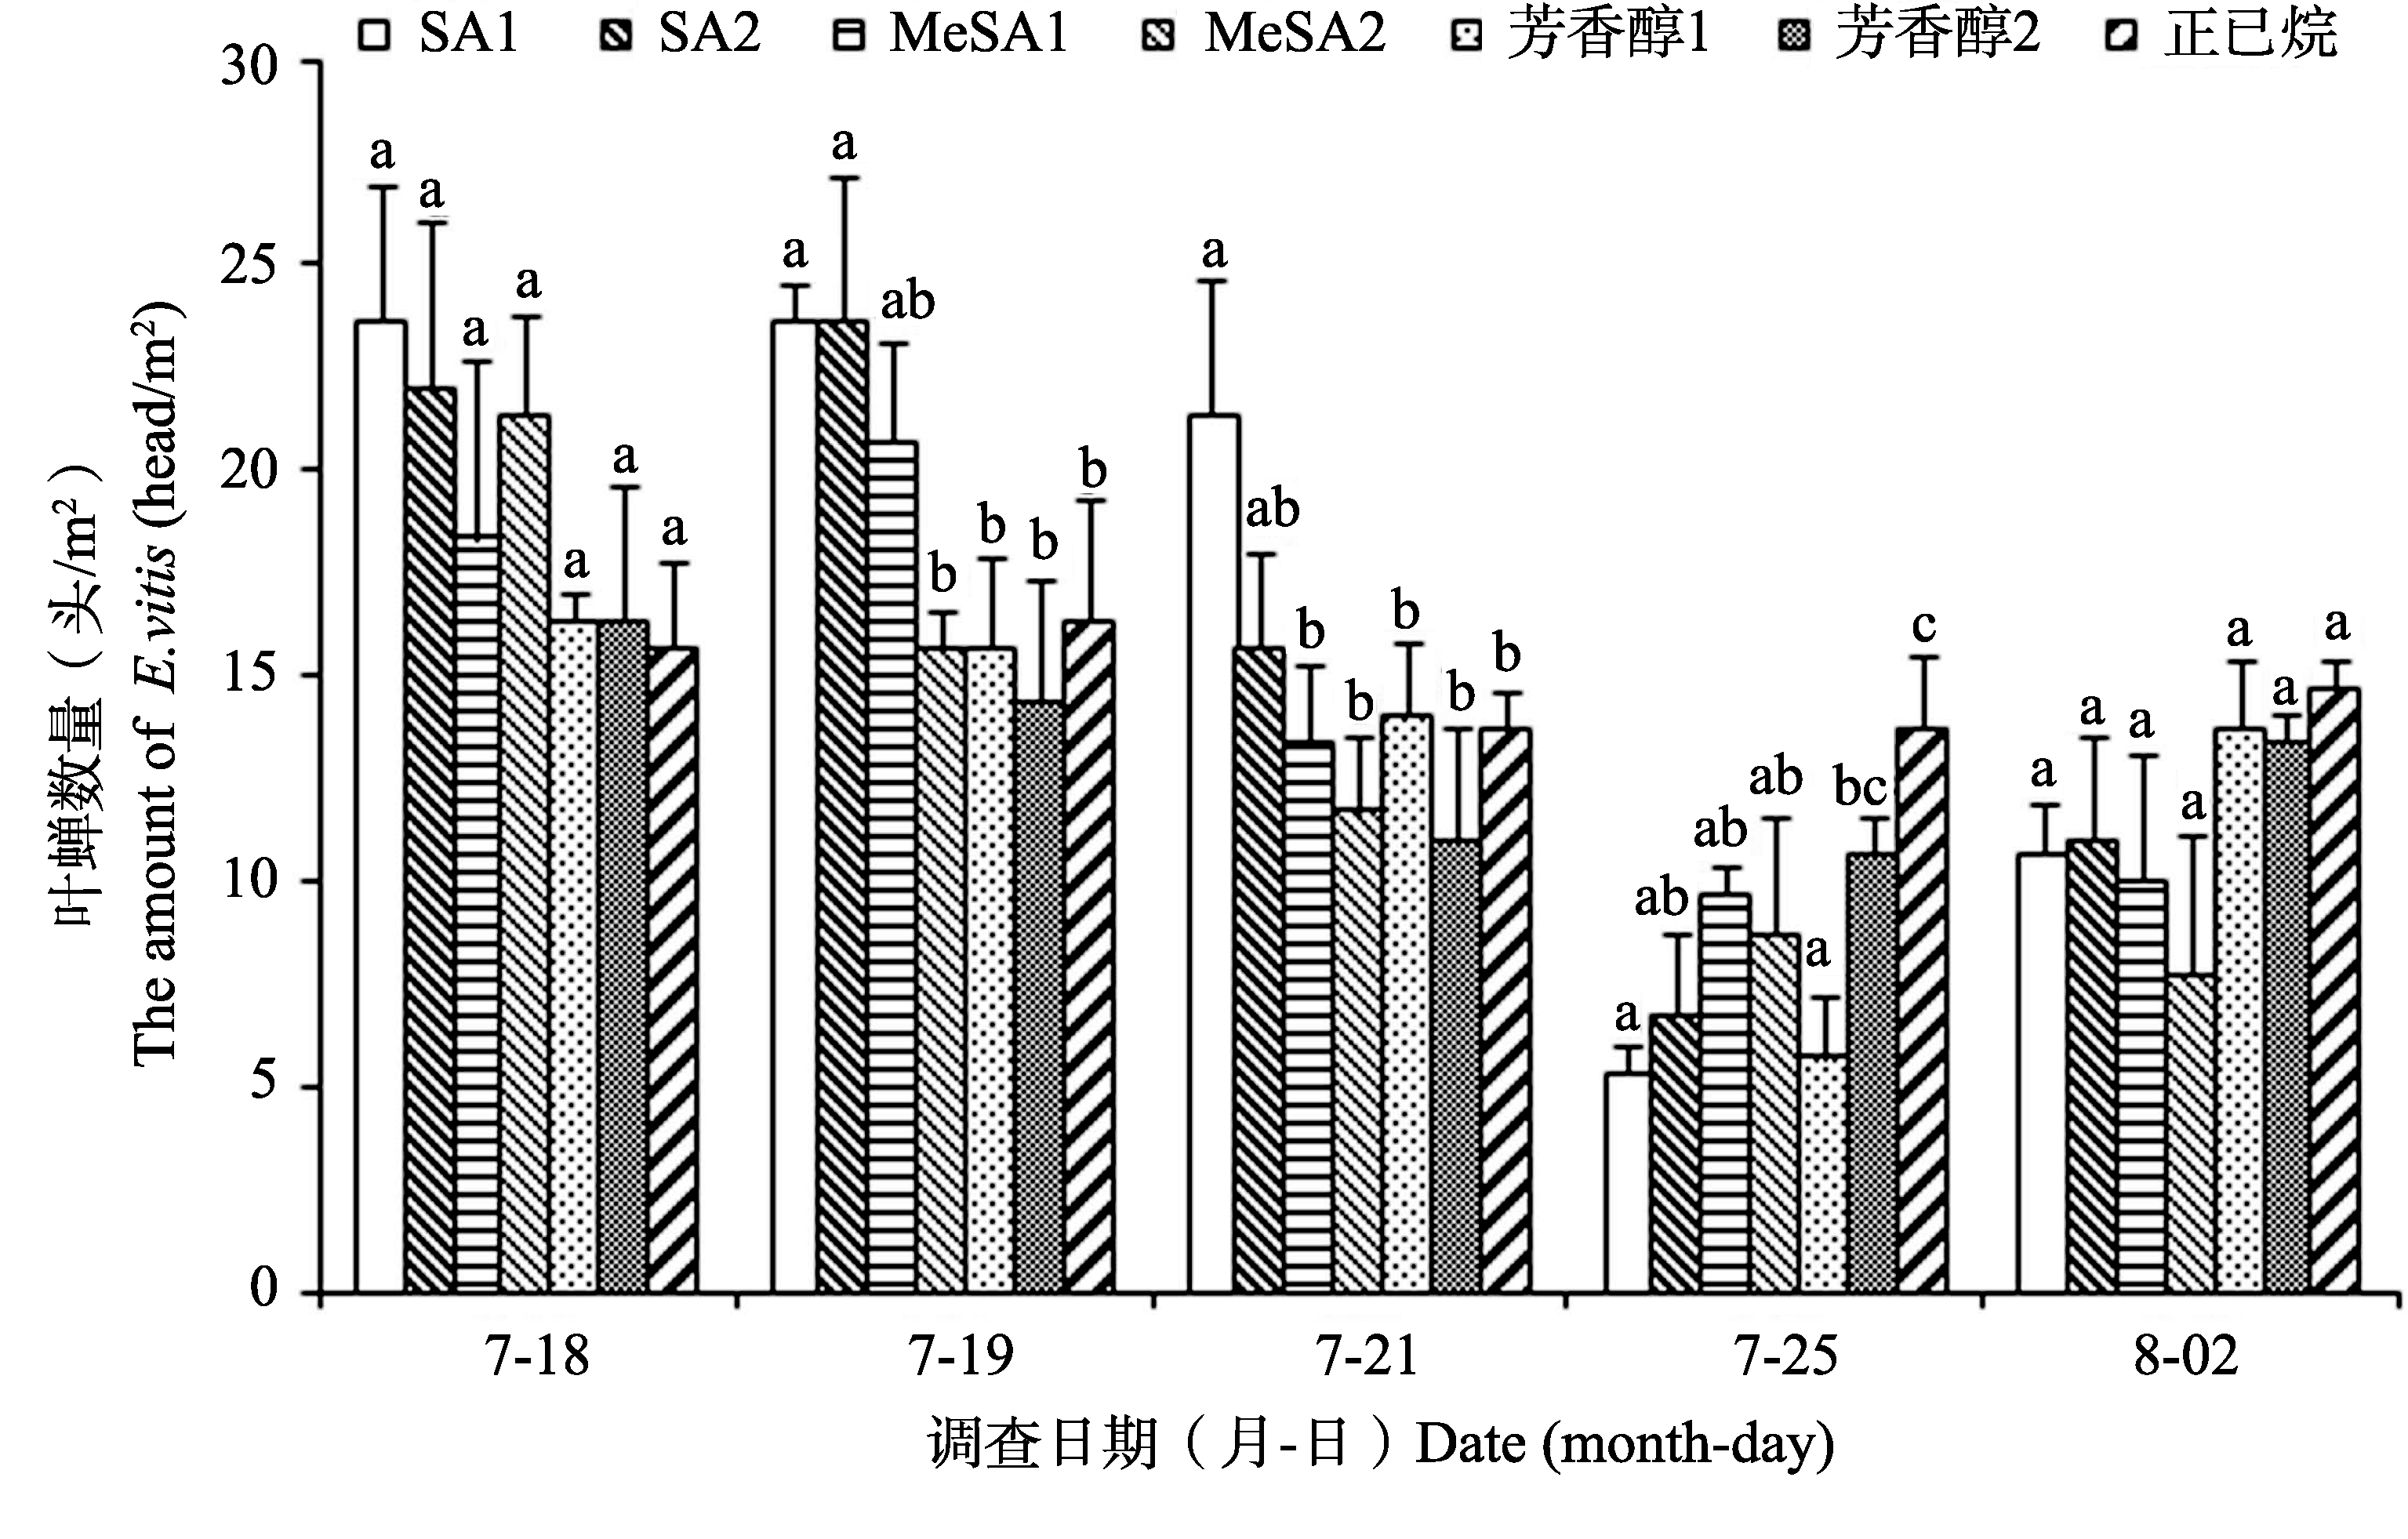 SA1 SA2 MeSA1 MeSA2 芳香醇1 芳香醇2 正已烷
30
25
20
15
10
5
0
叶蝉数量（头/m²）
The amount of E.vitis (head/m²)
a a a a a a a
a a ab b b b b
a ab b b b b b
a ab ab ab a bc c
a a a a a a a
7-18 7-19 7-21 7-25 8-02
调查日期（月-日）Date (month-day)